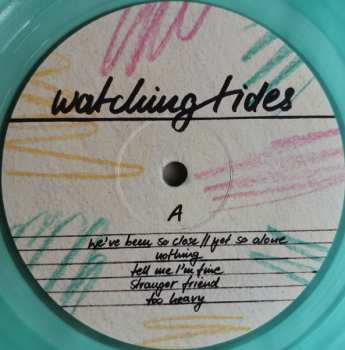 watching tides
A
we've been so close // yet so alone
nothing
tell me I'm fine
stranger friend
too heavy